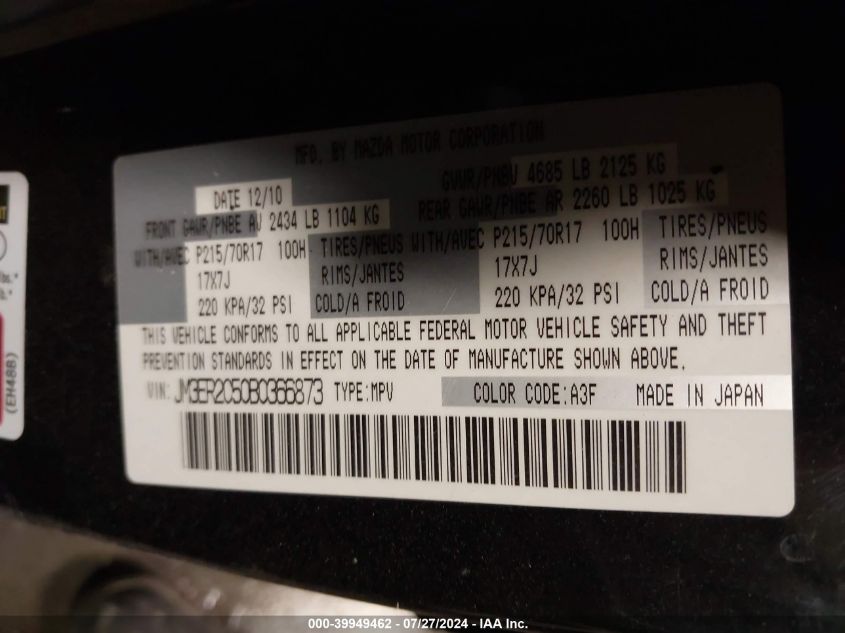 MFD. BY MAZDA MOTOR CORPORATION
DATE 12/10 GVWR/PNBV 4685 LB 2125 KG
FRONT GAWR/PNBE AV 2434 LB 1104 KG REAR GAWR/PNBE AR 2260 LB 1025 KG
WITH/AVEC P215/70R17 100H TIRES/PNEUS WITH/AVEC P215/70R17 100H TIRES/PNEUS
17X7J RIMS/JANTES 17X7J RIMS/JANTES
220 KPA/32 PSI COLD/A FROID 220 KPA/32 PSI COLD/A FROID
THIS VEHICLE CONFORMS TO ALL APPLICABLE FEDERAL MOTOR VEHICLE SAFETY AND THEFT
PREVENTION STANDARDS IN EFFECT ON THE DATE OF MANUFACTURE SHOWN ABOVE.
VIN: JM3ER2C50B0366873 TYPE:MPV COLOR CODE:A3F MADE IN JAPAN
(EH48B)
000-39949462 - 07/27/2024 - IAA Inc.